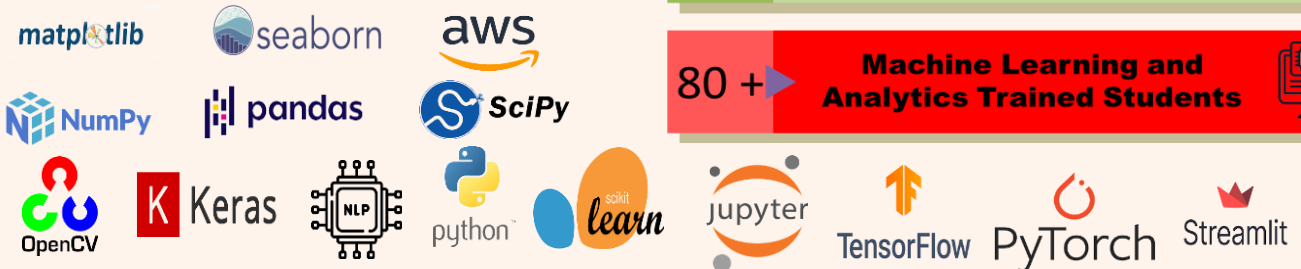 matplotlib
seaborn
aws
80 +
Machine Learning and
Analytics Trained Students
NumPy
pandas
SciPy
OpenCV
K Keras
NLP
python
scikit
learn
jupyter
TensorFlow
PyTorch
Streamlit